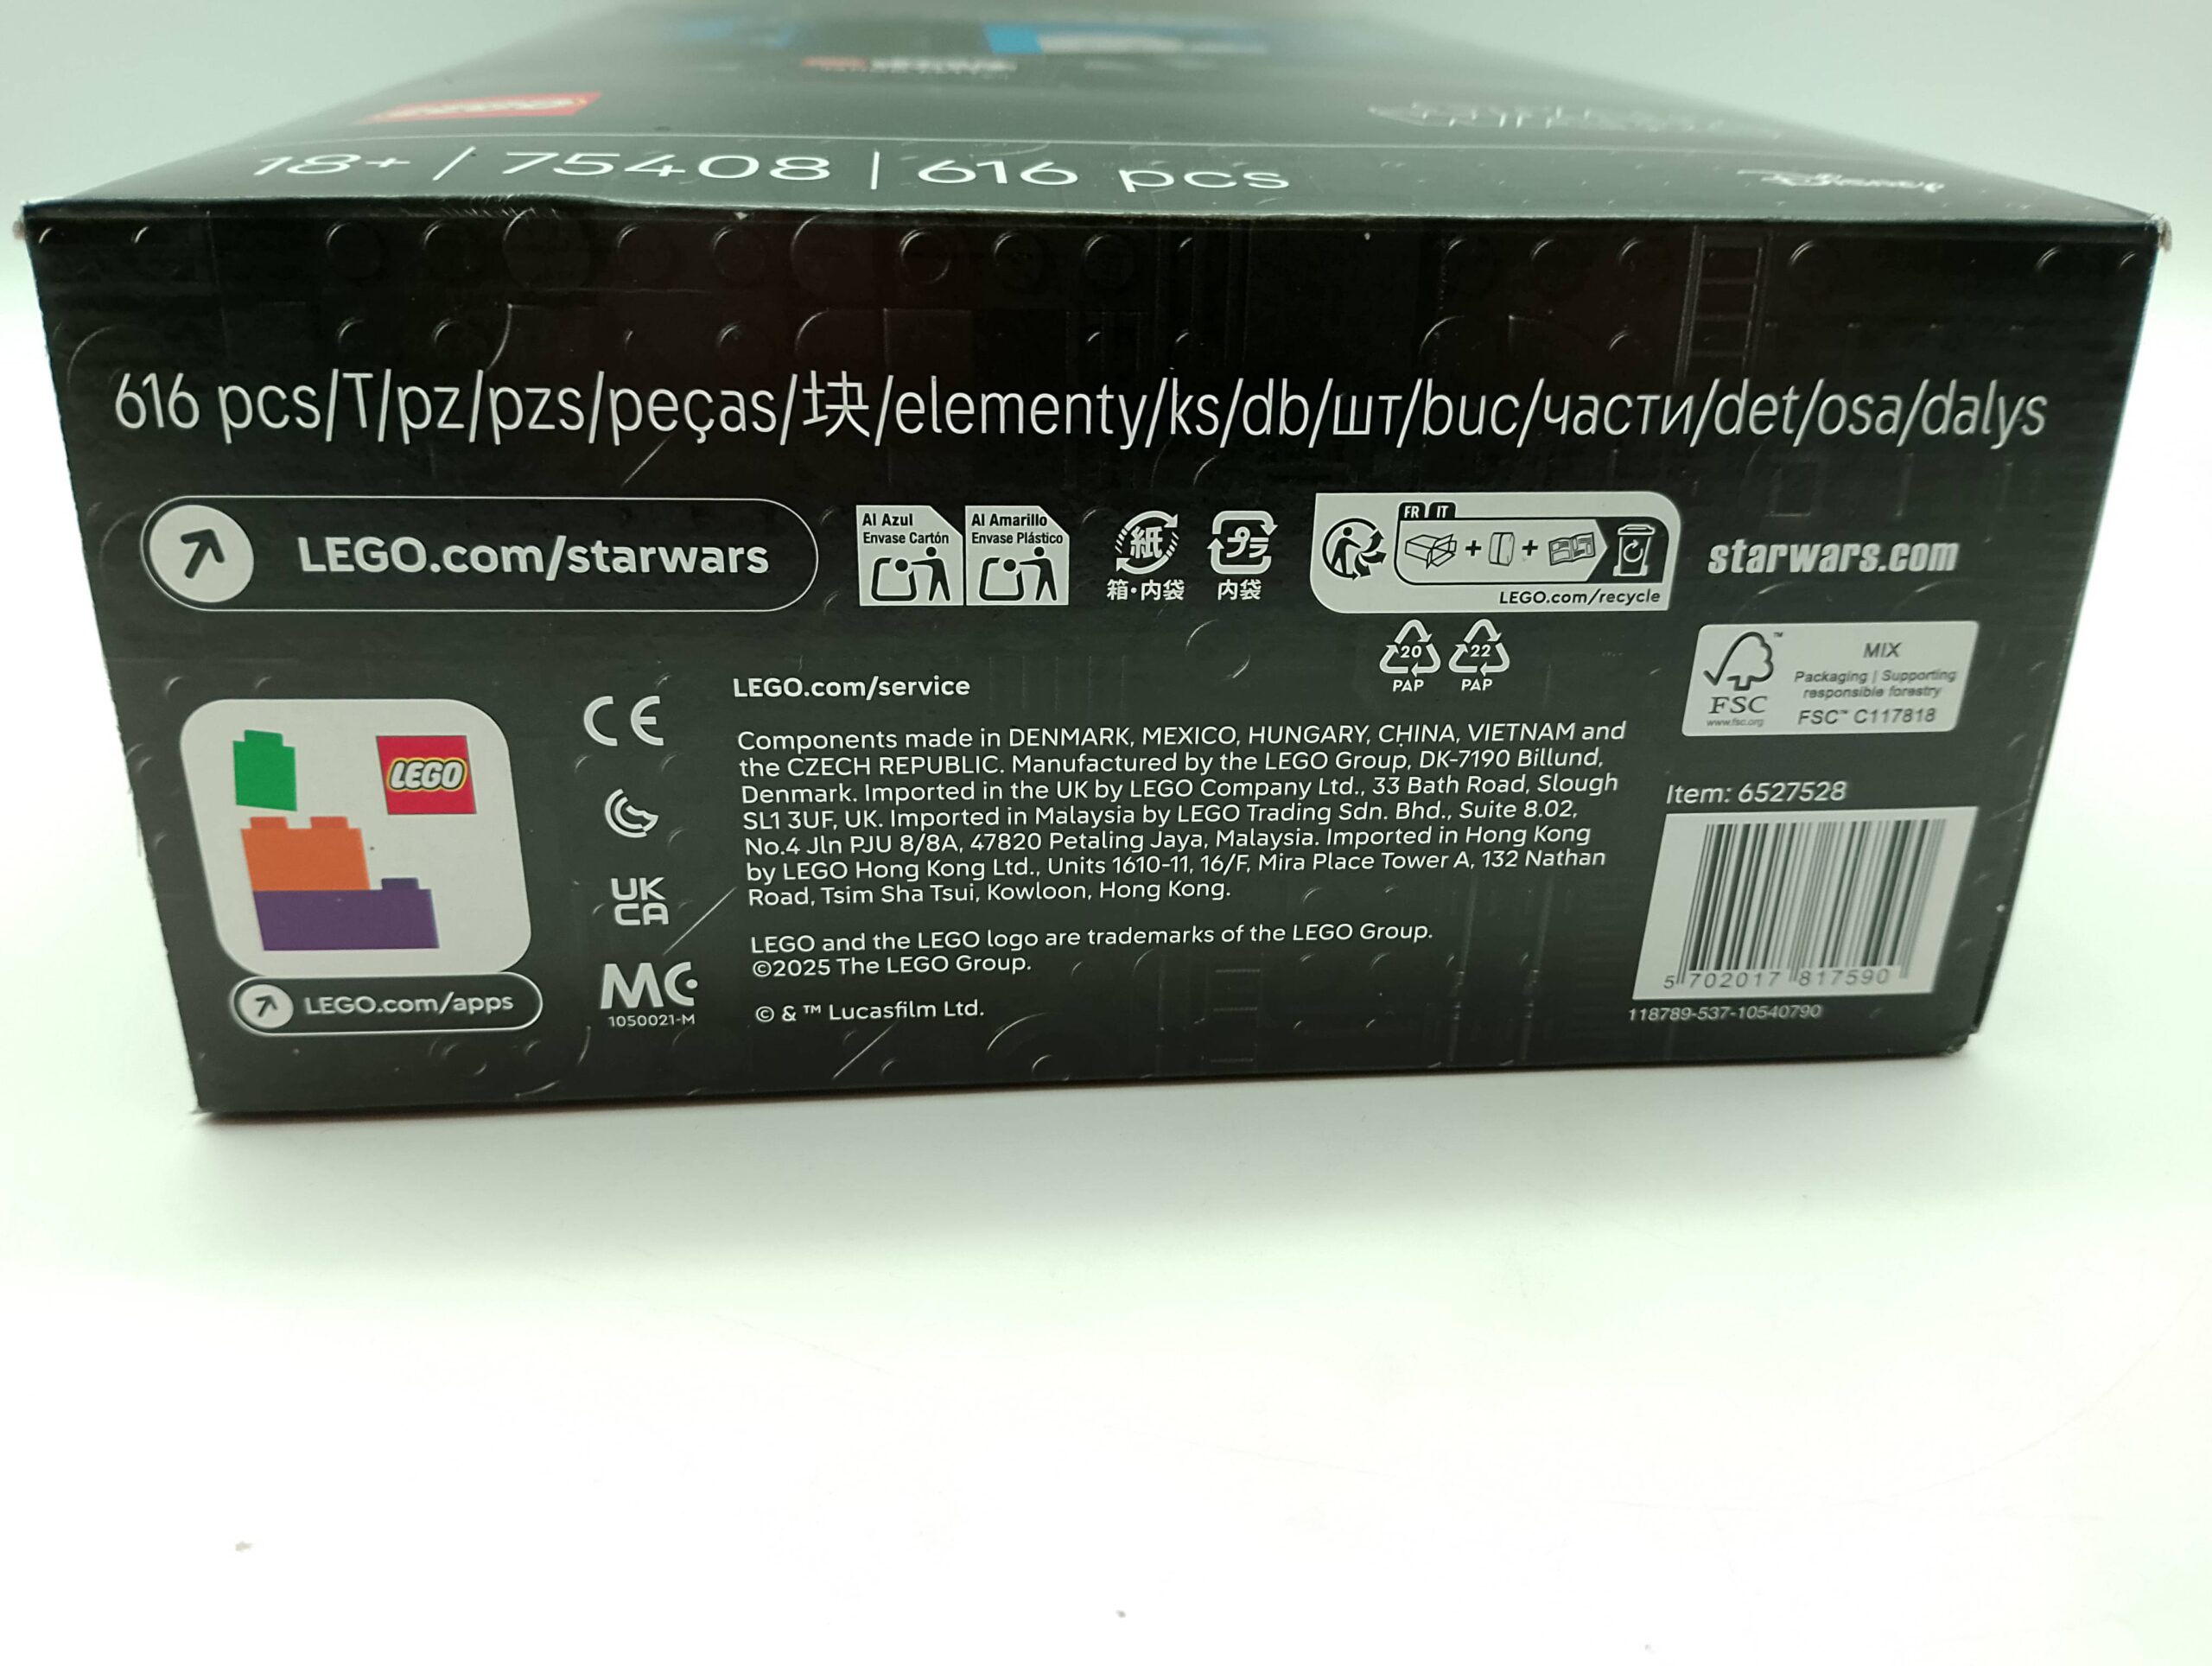 18+ | 75408 | 616 pcs
Disney
616 pcs/T/pz/pzs/peças/块/elementy/ks/db/шт/buc/части/det/osa/dalys
LEGO.com/starwars
Al Azul
Envase Cartón
Al Amarillo
Envase Plástico
紙
箱・内袋
プラ
内袋
FR IT
LEGO.com/recycle
starwars.com
20
PAP
22
PAP
FSC
www.fsc.org
MIX
Packaging | Supporting
responsible forestry
FSC™ C117818
LEGO
LEGO.com/apps
CE
UK
CA
MC
1050021-M
LEGO.com/service
Components made in DENMARK, MEXICO, HUNGARY, CHINA, VIETNAM and
the CZECH REPUBLIC. Manufactured by the LEGO Group, DK-7190 Billund,
Denmark. Imported in the UK by LEGO Company Ltd., 33 Bath Road, Slough
SL1 3UF, UK. Imported in Malaysia by LEGO Trading Sdn. Bhd., Suite 8.02,
No.4 Jln PJU 8/8A, 47820 Petaling Jaya, Malaysia. Imported in Hong Kong
by LEGO Hong Kong Ltd., Units 1610-11, 16/F, Mira Place Tower A, 132 Nathan
Road, Tsim Sha Tsui, Kowloon, Hong Kong.
LEGO and the LEGO logo are trademarks of the LEGO Group.
©2025 The LEGO Group.
© & ™ Lucasfilm Ltd.
Item: 6527528
5 702017 817590
118789-537-10540790